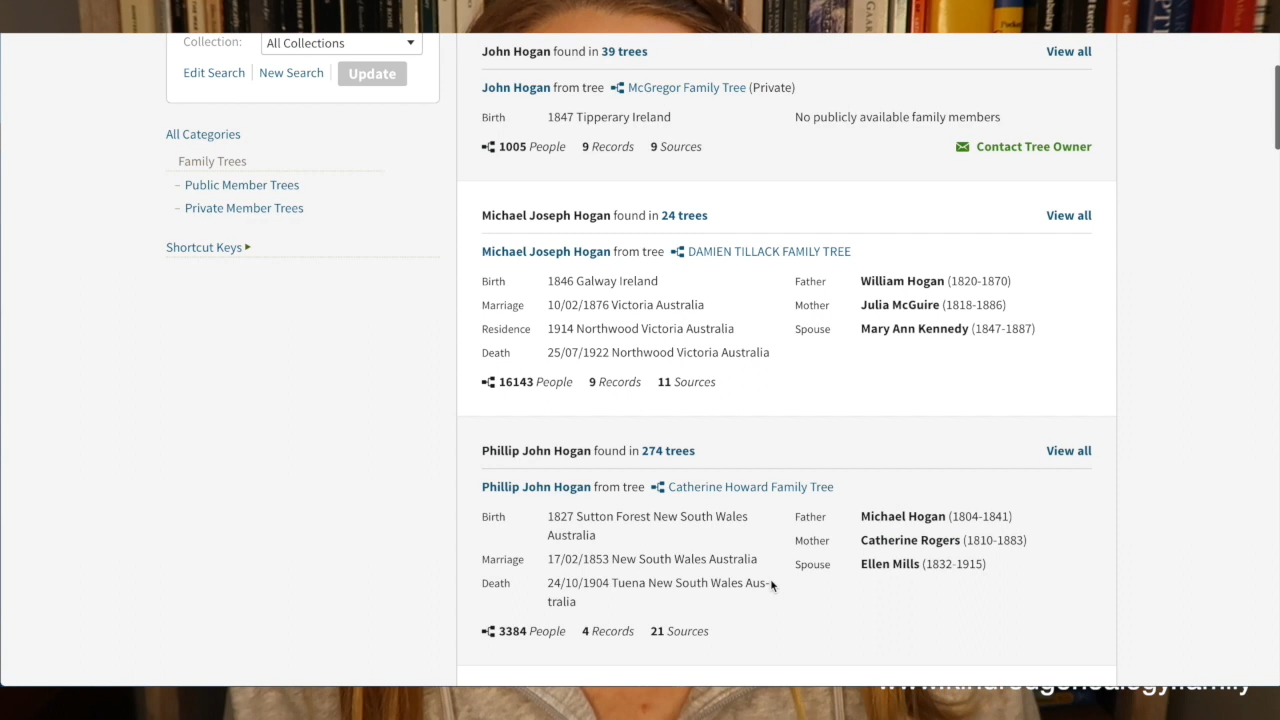 Collection: All Collections
Edit Search New Search Update
All Categories
Family Trees
– Public Member Trees
– Private Member Trees
Shortcut Keys
John Hogan found in 39 trees View all
John Hogan from tree McGregor Family Tree (Private)
Birth 1847 Tipperary Ireland No publicly available family members
1005 People 9 Records 9 Sources Contact Tree Owner
Michael Joseph Hogan found in 24 trees View all
Michael Joseph Hogan from tree DAMIEN TILLACK FAMILY TREE
Birth 1846 Galway Ireland Father William Hogan (1820-1870)
Marriage 10/02/1876 Victoria Australia Mother Julia McGuire (1818-1886)
Residence 1914 Northwood Victoria Australia Spouse Mary Ann Kennedy (1847-1887)
Death 25/07/1922 Northwood Victoria Australia
16143 People 9 Records 11 Sources
Phillip John Hogan found in 274 trees View all
Phillip John Hogan from tree Catherine Howard Family Tree
Birth 1827 Sutton Forest New South Wales Father Michael Hogan (1804-1841)
Australia Mother Catherine Rogers (1810-1883)
Marriage 17/02/1853 New South Wales Australia Spouse Ellen Mills (1832-1915)
Death 24/10/1904 Tuena New South Wales Aus-
tralia
3384 People 4 Records 21 Sources